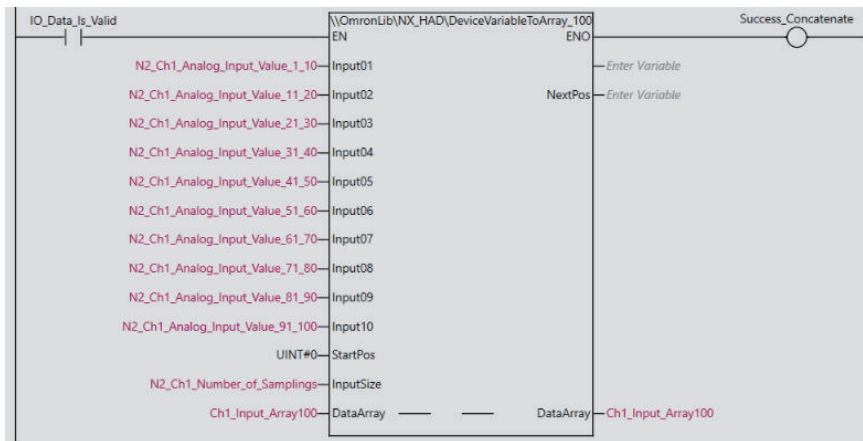 IO_Data_Is_Valid \\OmronLib\NX_HAD\DeviceVariableToArray_100 Success_Concatenate
EN ENO
N2_Ch1_Analog_Input_Value_1_10 Input01 Enter Variable
N2_Ch1_Analog_Input_Value_11_20 Input02 NextPos Enter Variable
N2_Ch1_Analog_Input_Value_21_30 Input03
N2_Ch1_Analog_Input_Value_31_40 Input04
N2_Ch1_Analog_Input_Value_41_50 Input05
N2_Ch1_Analog_Input_Value_51_60 Input06
N2_Ch1_Analog_Input_Value_61_70 Input07
N2_Ch1_Analog_Input_Value_71_80 Input08
N2_Ch1_Analog_Input_Value_81_90 Input09
N2_Ch1_Analog_Input_Value_91_100 Input10
UINT#0 StartPos
N2_Ch1_Number_of_Samplings InputSize
Ch1_Input_Array100 DataArray DataArray Ch1_Input_Array100